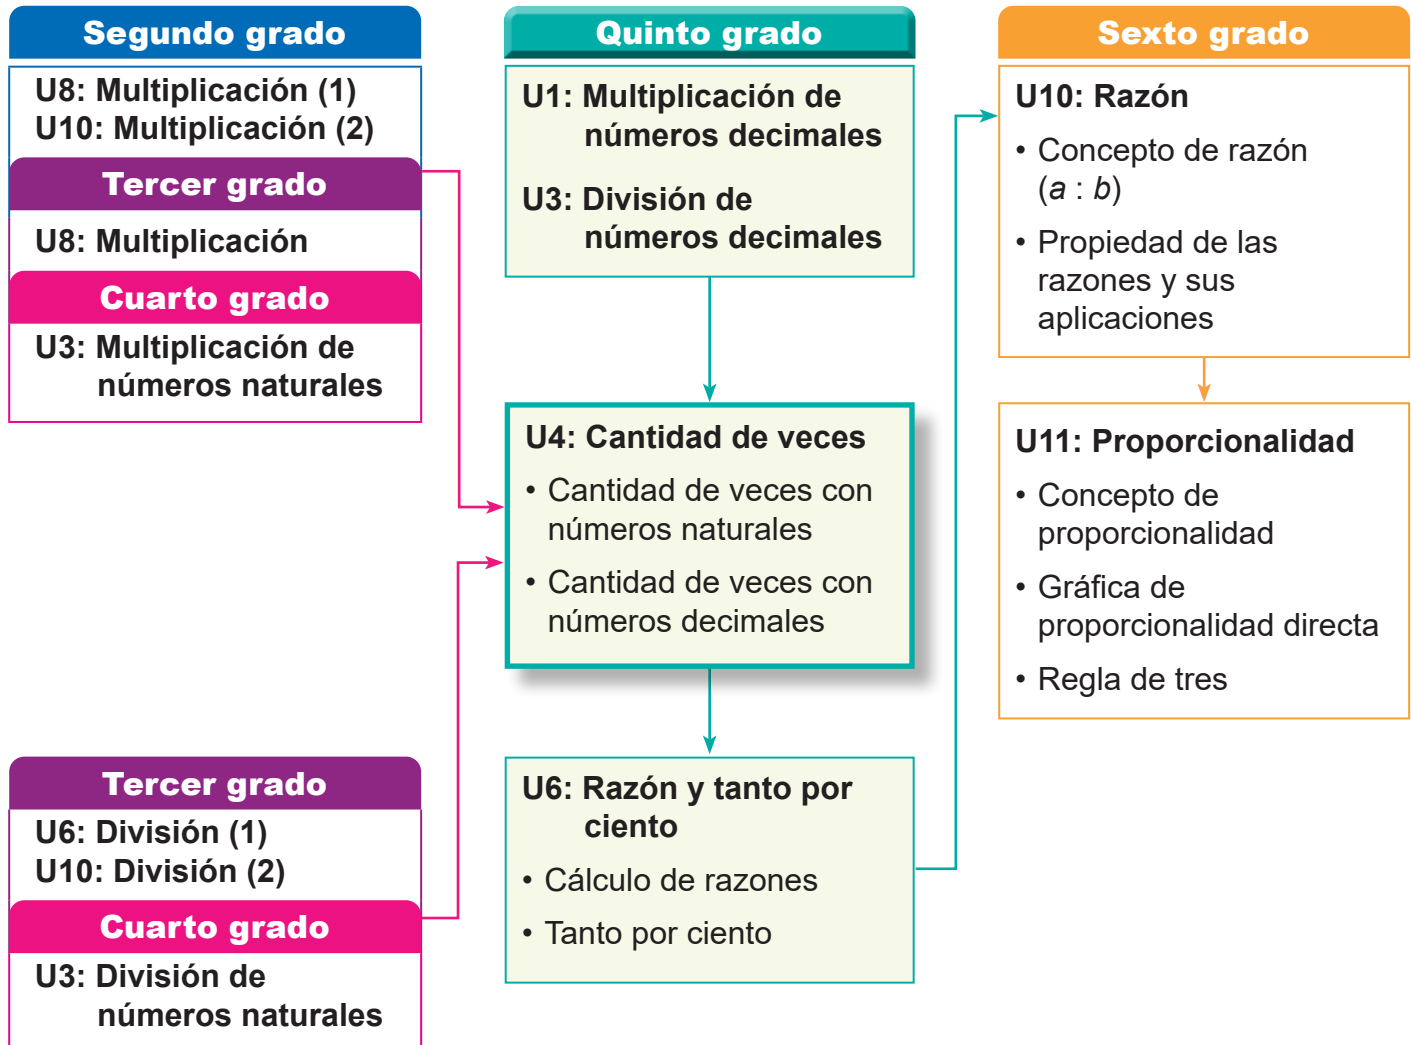 Segundo grado
U8: Multiplicación (1)
U10: Multiplicación (2)
Tercer grado
U8: Multiplicación
Cuarto grado
U3: Multiplicación de
números naturales
Tercer grado
U6: División (1)
U10: División (2)
Cuarto grado
U3: División de
números naturales
Quinto grado
U1: Multiplicación de
números decimales
U3: División de
números decimales
U4: Cantidad de veces
• Cantidad de veces con
números naturales
• Cantidad de veces con
números decimales
U6: Razón y tanto por
ciento
• Cálculo de razones
• Tanto por ciento
Sexto grado
U10: Razón
• Concepto de razón
(a : b)
• Propiedad de las
razones y sus
aplicaciones
U11: Proporcionalidad
• Concepto de
proporcionalidad
• Gráfica de
proporcionalidad directa
• Regla de tres